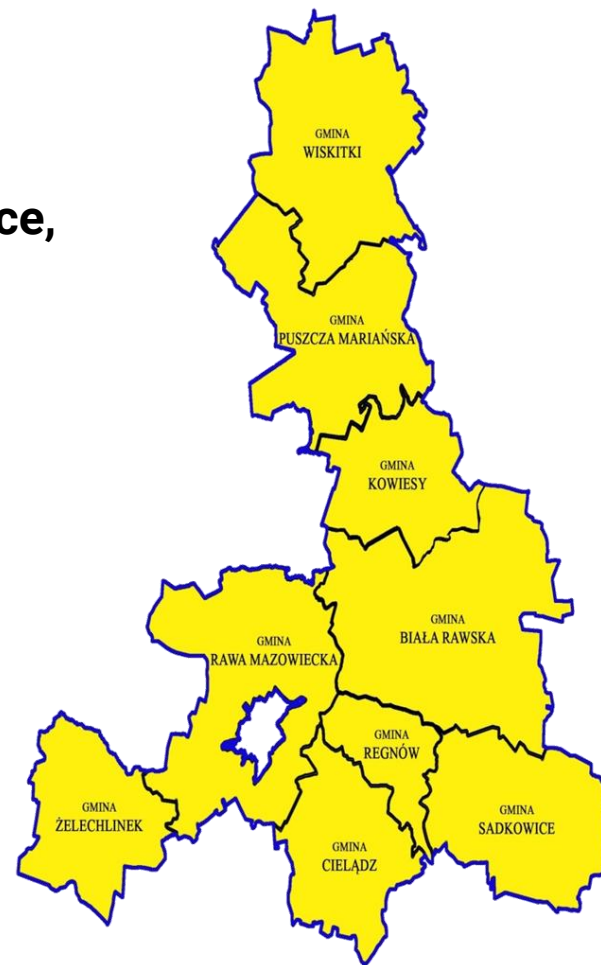 ce,
GMINA
WISKITKI
GMINA
PUSZCZA MARIAŃSKA
GMINA
KOWIESY
GMINA
BIAŁA RAWSKA
GMINA
RAWA MAZOWIECKA
GMINA
REGNÓW
GMINA
ŻELECHLINEK
GMINA
SADKOWICE
GMINA
CIELĄDZ